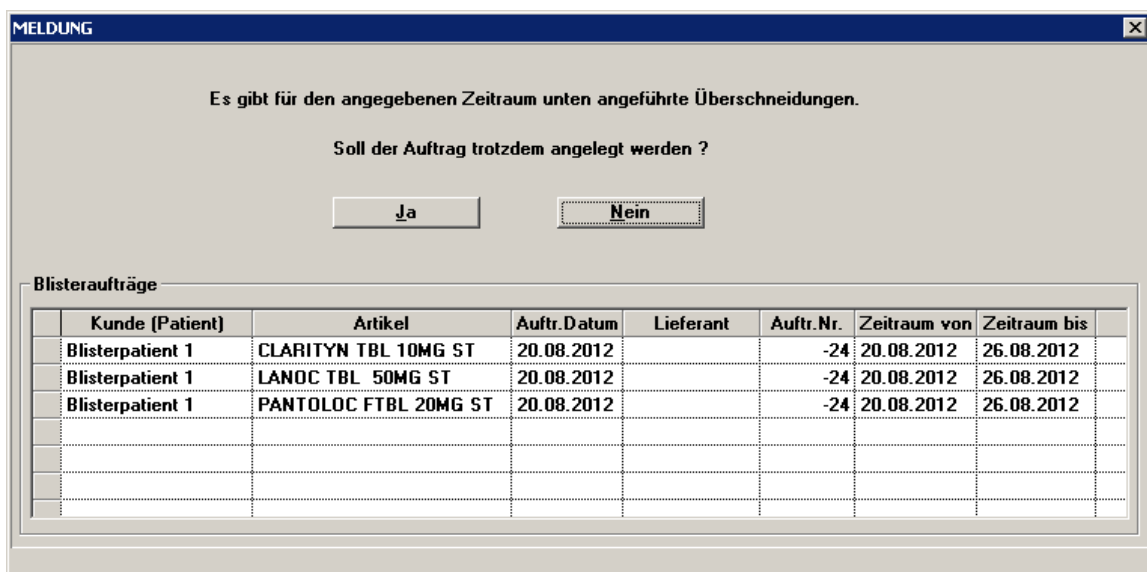 MELDUNG
Es gibt für den angegebenen Zeitraum unten angeführte Überschneidungen.
Soll der Auftrag trotzdem angelegt werden ?
Ja Nein
Blisteraufträge
Kunde (Patient) Artikel Auftr.Datum Lieferant Auftr.Nr. Zeitraum von Zeitraum bis
Blisterpatient 1 CLARITYN TBL 10MG ST 20.08.2012 -24 20.08.2012 26.08.2012
Blisterpatient 1 LANOC TBL  50MG ST 20.08.2012 -24 20.08.2012 26.08.2012
Blisterpatient 1 PANTOLOC FTBL 20MG ST 20.08.2012 -24 20.08.2012 26.08.2012